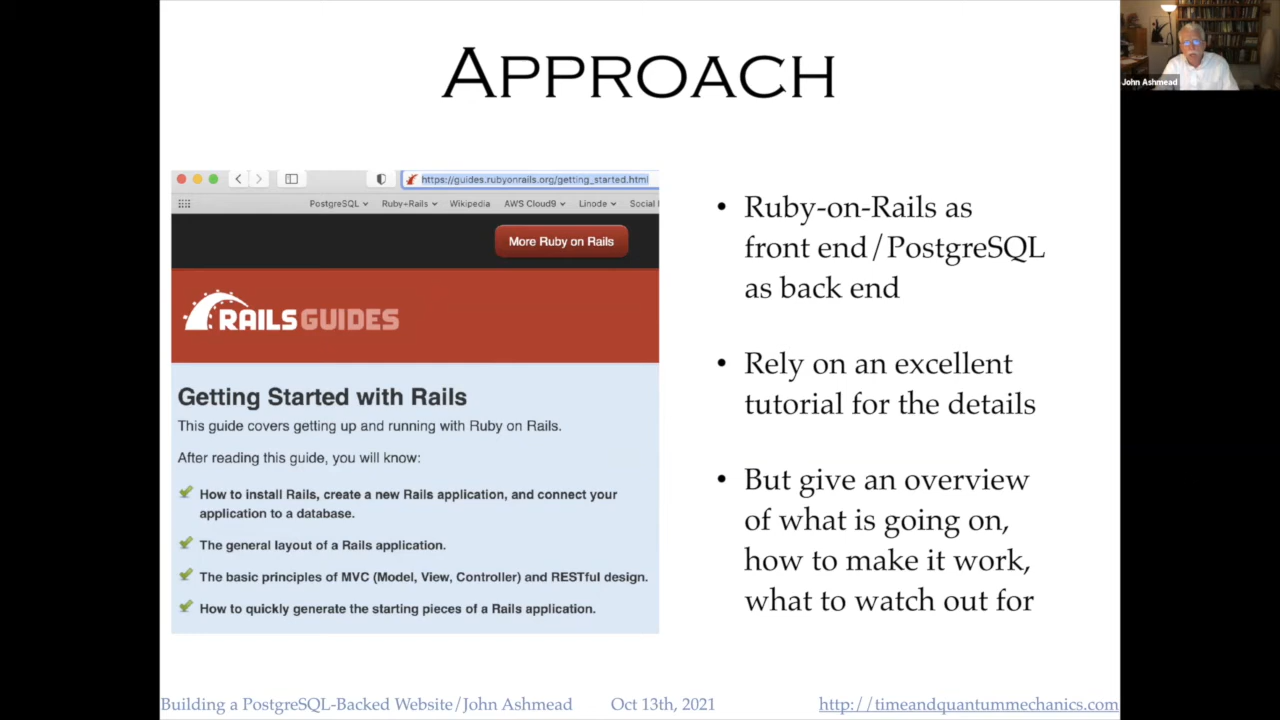 APPROACH
John Ashmead
https://guides.rubyonrails.org/getting_started.html
PostgreSQL Ruby+Rails Wikipedia AWS Cloud9 Linode Social
More Ruby on Rails
RAILSGUIDES
Getting Started with Rails
This guide covers getting up and running with Ruby on Rails.
After reading this guide, you will know:
How to install Rails, create a new Rails application, and connect your
application to a database.
The general layout of a Rails application.
The basic principles of MVC (Model, View, Controller) and RESTful design.
How to quickly generate the starting pieces of a Rails application.
• Ruby-on-Rails as
front end/PostgreSQL
as back end
• Rely on an excellent
tutorial for the details
• But give an overview
of what is going on,
how to make it work,
what to watch out for
Building a PostgreSQL-Backed Website/John Ashmead Oct 13th, 2021 http://timeandquantummechanics.com